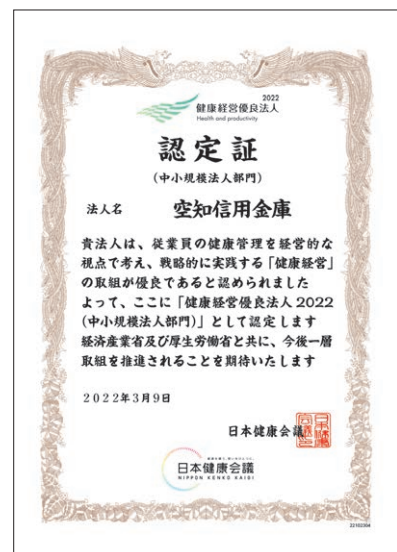 2022
健康経営優良法人
Health and productivity
認定証
(中小規模法人部門)
法人名 空知信用金庫
貴法人は、従業員の健康管理を経営的な
視点で考え、戦略的に実践する「健康経営」
の取組が優良であると認められました
よって、ここに「健康経営優良法人2022
(中小規模法人部門)」として認定します
経済産業省及び厚生労働省と共に、今後一層
取組を推進されることを期待いたします
2022年3月9日
日本健康会議
日本健康会議
NIPPON KENKO KAIGI